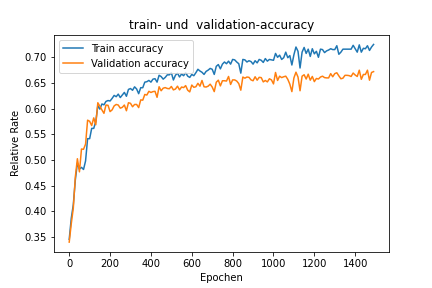 train- und  validation-accuracy
Train accuracy
Validation accuracy
Relative Rate
0.70
0.65
0.60
0.55
0.50
0.45
0.40
0.35
0 200 400 600 800 1000 1200 1400
Epochen